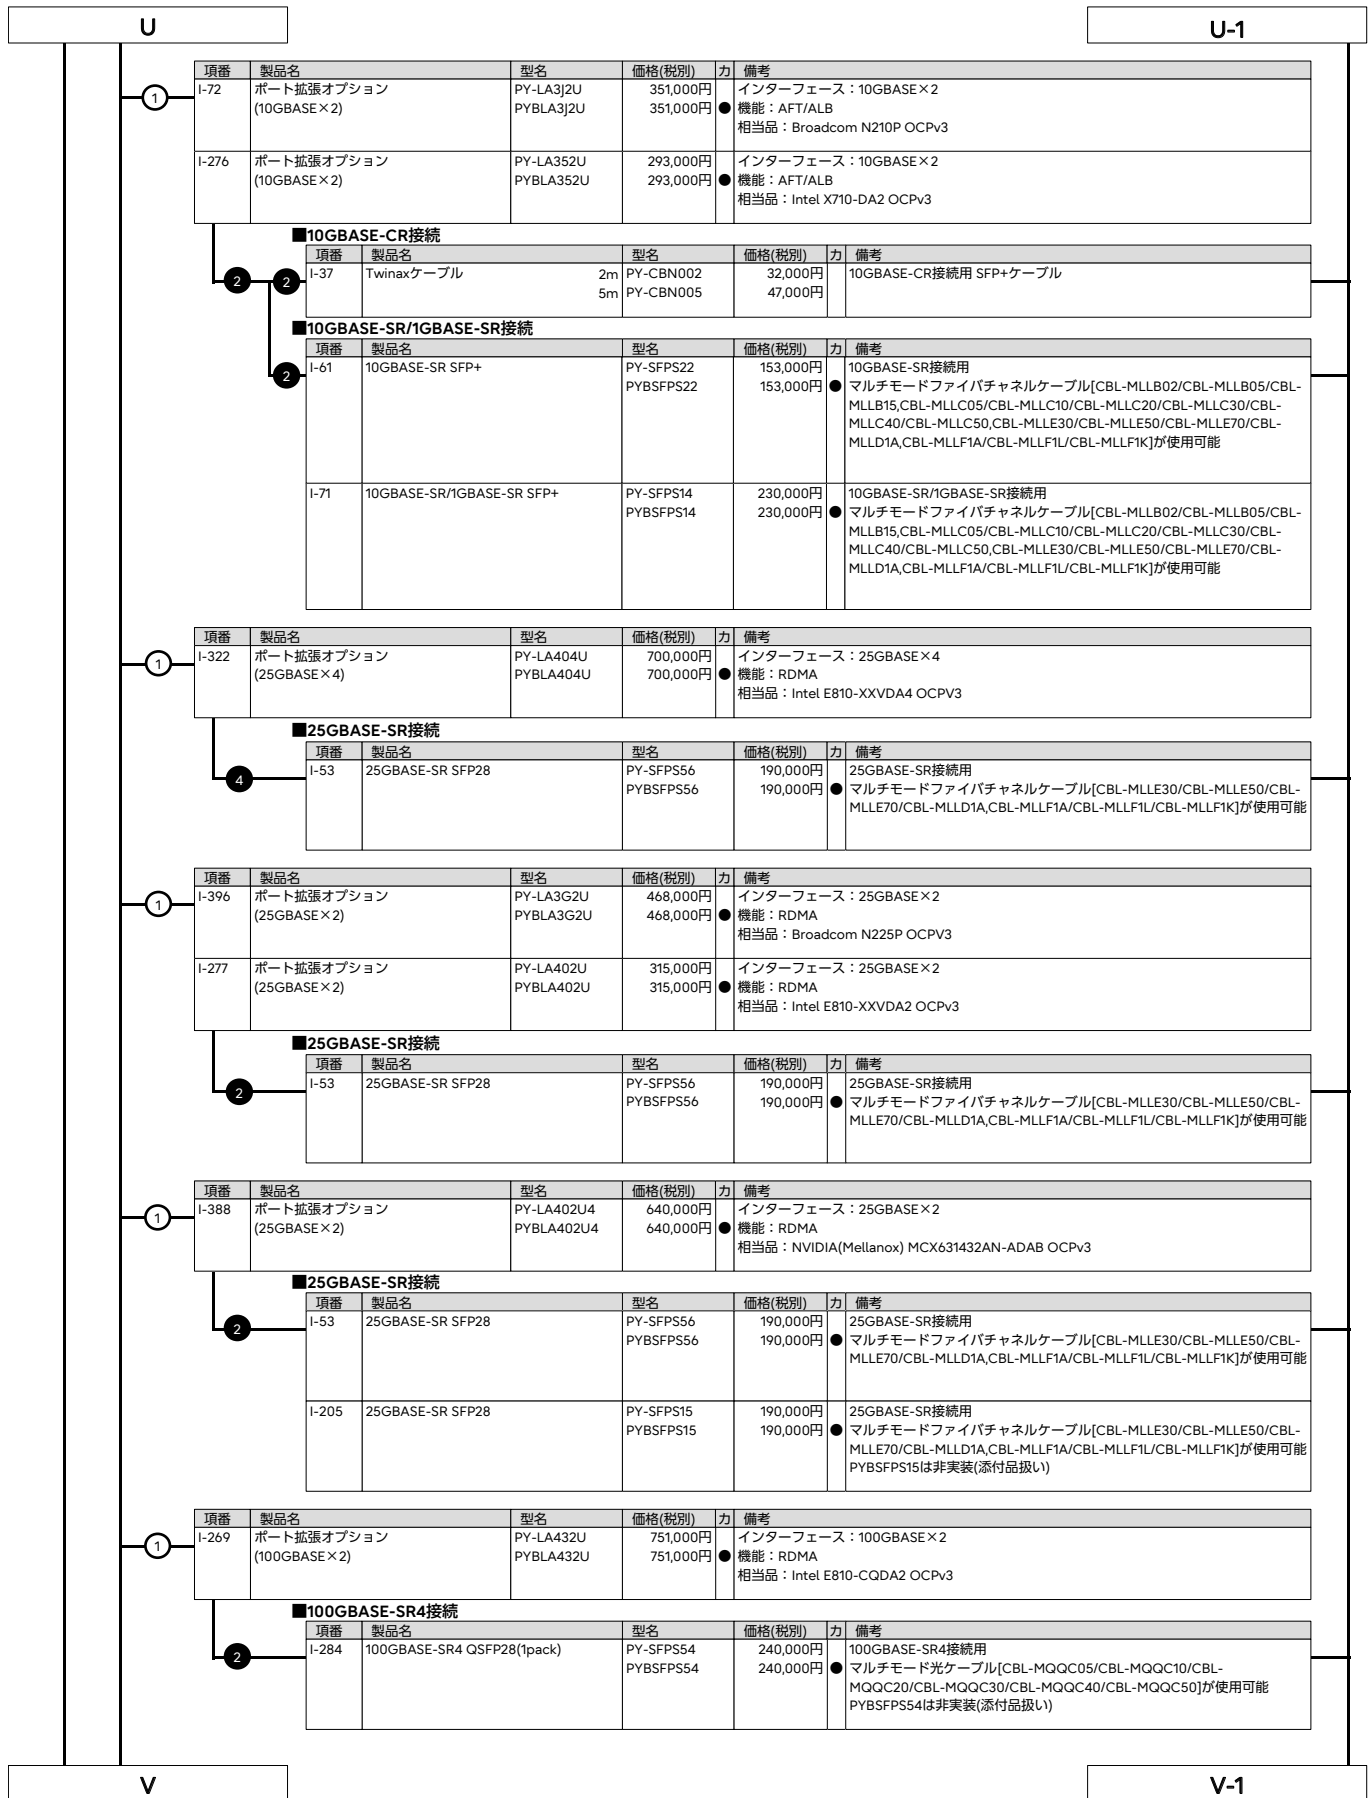 U
U-1
項番 製品名 型名 価格(税別) カ 備考
1
I-72 ポート拡張オプション PY-LA3J2U 351,000円 インターフェース：10GBASE×2
(10GBASE×2) PYBLA3J2U 351,000円 ● 機能：AFT/ALB
相当品：Broadcom N210P OCPv3
I-276 ポート拡張オプション PY-LA352U 293,000円 インターフェース：10GBASE×2
(10GBASE×2) PYBLA352U 293,000円 ● 機能：AFT/ALB
相当品：Intel X710-DA2 OCPv3
■10GBASE-CR接続
項番 製品名 型名 価格(税別) カ 備考
2 2
I-37 Twinaxケーブル 2m PY-CBN002 32,000円 10GBASE-CR接続用 SFP+ケーブル
5m PY-CBN005 47,000円
■10GBASE-SR/1GBASE-SR接続
項番 製品名 型名 価格(税別) カ 備考
2
I-61 10GBASE-SR SFP+ PY-SFPS22 153,000円 10GBASE-SR接続用
PYBSFPS22 153,000円 ● マルチモードファイバチャネルケーブル[CBL-MLLB02/CBL-MLLB05/CBL-
MLLB15,CBL-MLLC05/CBL-MLLC10/CBL-MLLC20/CBL-MLLC30/CBL-
MLLC40/CBL-MLLC50,CBL-MLLE30/CBL-MLLE50/CBL-MLLE70/CBL-
MLLD1A,CBL-MLLF1A/CBL-MLLF1L/CBL-MLLF1K]が使用可能
I-71 10GBASE-SR/1GBASE-SR SFP+ PY-SFPS14 230,000円 10GBASE-SR/1GBASE-SR接続用
PYBSFPS14 230,000円 ● マルチモードファイバチャネルケーブル[CBL-MLLB02/CBL-MLLB05/CBL-
MLLB15,CBL-MLLC05/CBL-MLLC10/CBL-MLLC20/CBL-MLLC30/CBL-
MLLC40/CBL-MLLC50,CBL-MLLE30/CBL-MLLE50/CBL-MLLE70/CBL-
MLLD1A,CBL-MLLF1A/CBL-MLLF1L/CBL-MLLF1K]が使用可能
項番 製品名 型名 価格(税別) カ 備考
1
I-322 ポート拡張オプション PY-LA404U 700,000円 インターフェース：25GBASE×4
(25GBASE×4) PYBLA404U 700,000円 ● 機能：RDMA
相当品：Intel E810-XXVDA4 OCPV3
■25GBASE-SR接続
項番 製品名 型名 価格(税別) カ 備考
4
I-53 25GBASE-SR SFP28 PY-SFPS56 190,000円 25GBASE-SR接続用
PYBSFPS56 190,000円 ● マルチモードファイバチャネルケーブル[CBL-MLLE30/CBL-MLLE50/CBL-
MLLE70/CBL-MLLD1A,CBL-MLLF1A/CBL-MLLF1L/CBL-MLLF1K]が使用可能
項番 製品名 型名 価格(税別) カ 備考
1
I-396 ポート拡張オプション PY-LA3G2U 468,000円 インターフェース：25GBASE×2
(25GBASE×2) PYBLA3G2U 468,000円 ● 機能：RDMA
相当品：Broadcom N225P OCPV3
I-277 ポート拡張オプション PY-LA402U 315,000円 インターフェース：25GBASE×2
(25GBASE×2) PYBLA402U 315,000円 ● 機能：RDMA
相当品：Intel E810-XXVDA2 OCPv3
■25GBASE-SR接続
項番 製品名 型名 価格(税別) カ 備考
2
I-53 25GBASE-SR SFP28 PY-SFPS56 190,000円 25GBASE-SR接続用
PYBSFPS56 190,000円 ● マルチモードファイバチャネルケーブル[CBL-MLLE30/CBL-MLLE50/CBL-
MLLE70/CBL-MLLD1A,CBL-MLLF1A/CBL-MLLF1L/CBL-MLLF1K]が使用可能
項番 製品名 型名 価格(税別) カ 備考
1
I-388 ポート拡張オプション PY-LA402U4 640,000円 インターフェース：25GBASE×2
(25GBASE×2) PYBLA402U4 640,000円 ● 機能：RDMA
相当品：NVIDIA(Mellanox) MCX631432AN-ADAB OCPv3
■25GBASE-SR接続
項番 製品名 型名 価格(税別) カ 備考
2
I-53 25GBASE-SR SFP28 PY-SFPS56 190,000円 25GBASE-SR接続用
PYBSFPS56 190,000円 ● マルチモードファイバチャネルケーブル[CBL-MLLE30/CBL-MLLE50/CBL-
MLLE70/CBL-MLLD1A,CBL-MLLF1A/CBL-MLLF1L/CBL-MLLF1K]が使用可能
I-205 25GBASE-SR SFP28 PY-SFPS15 190,000円 25GBASE-SR接続用
PYBSFPS15 190,000円 ● マルチモードファイバチャネルケーブル[CBL-MLLE30/CBL-MLLE50/CBL-
MLLE70/CBL-MLLD1A,CBL-MLLF1A/CBL-MLLF1L/CBL-MLLF1K]が使用可能
PYBSFPS15は非実装(添付品扱い)
項番 製品名 型名 価格(税別) カ 備考
1
I-269 ポート拡張オプション PY-LA432U 751,000円 インターフェース：100GBASE×2
(100GBASE×2) PYBLA432U 751,000円 ● 機能：RDMA
相当品：Intel E810-CQDA2 OCPv3
■100GBASE-SR4接続
項番 製品名 型名 価格(税別) カ 備考
2
I-284 100GBASE-SR4 QSFP28(1pack) PY-SFPS54 240,000円 100GBASE-SR4接続用
PYBSFPS54 240,000円 ● マルチモード光ケーブル[CBL-MQQC05/CBL-MQQC10/CBL-
MQQC20/CBL-MQQC30/CBL-MQQC40/CBL-MQQC50]が使用可能
PYBSFPS54は非実装(添付品扱い)
V
V-1